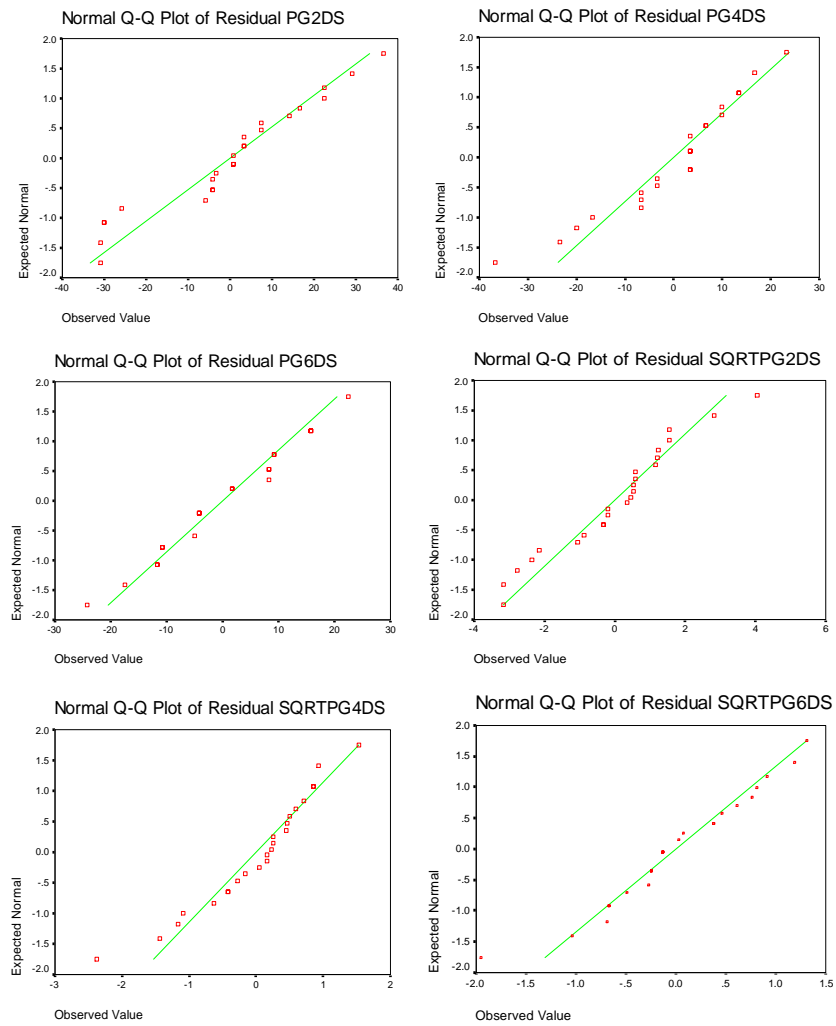 Normal Q-Q Plot of Residual PG2DS
2.0
1.5
1.0
.5
0.0
-.5
-1.0
-1.5
-2.0
Expected Normal
-40 -30 -20 -10 0 10 20 30 40
Observed Value
Normal Q-Q Plot of Residual PG4DS
2.0
1.5
1.0
.5
0.0
-.5
-1.0
-1.5
-2.0
Expected Normal
-40 -30 -20 -10 0 10 20 30
Observed Value
Normal Q-Q Plot of Residual PG6DS
2.0
1.5
1.0
.5
0.0
-.5
-1.0
-1.5
-2.0
Expected Normal
-30 -20 -10 0 10 20 30
Observed Value
Normal Q-Q Plot of Residual SQRTPG2DS
2.0
1.5
1.0
.5
0.0
-.5
-1.0
-1.5
-2.0
Expected Normal
-4 -2 0 2 4 6
Observed Value
Normal Q-Q Plot of Residual SQRTPG4DS
2.0
1.5
1.0
.5
0.0
-.5
-1.0
-1.5
-2.0
Expected Normal
-3 -2 -1 0 1 2
Observed Value
Normal Q-Q Plot of Residual SQRTPG6DS
2.0
1.5
1.0
.5
0.0
-.5
-1.0
-1.5
-2.0
Expected Normal
-2.0 -1.5 -1.0 -.5 0.0 .5 1.0 1.5
Observed Value